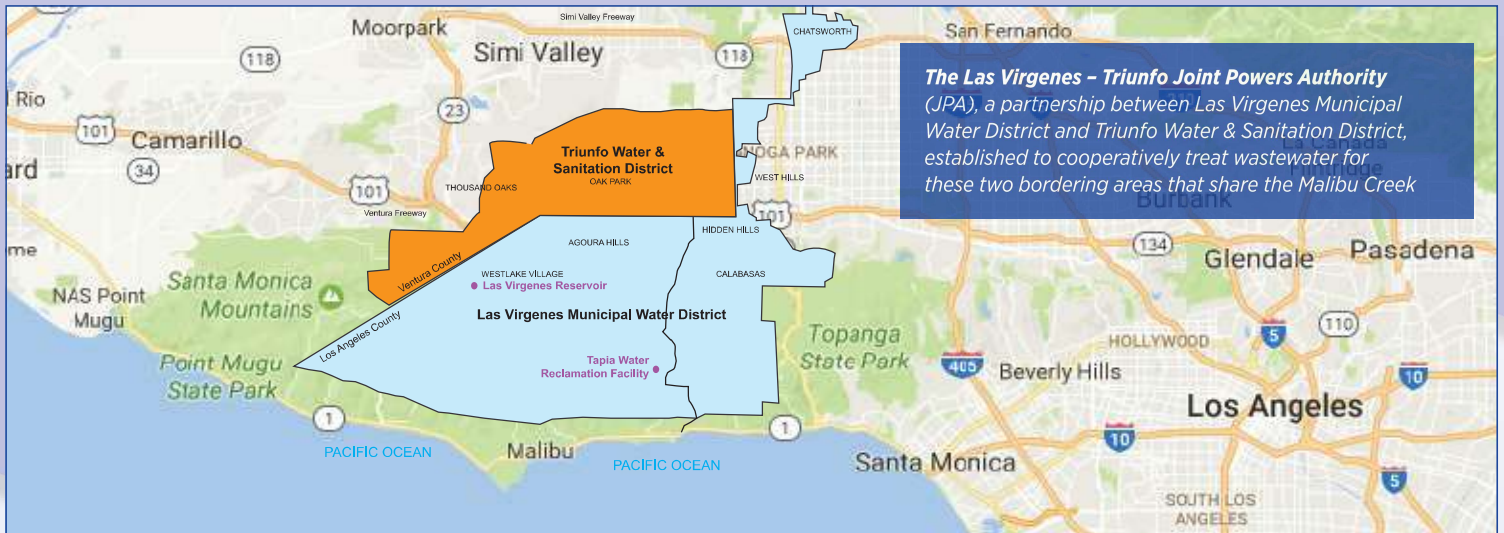 Simi Valley Freeway
Moorpark
CHATSWORTH
San Fernando
Simi Valley
118
118
The Las Virgenes – Triunfo Joint Powers Authority
(JPA), a partnership between Las Virgenes Municipal
Water District and Triunfo Water & Sanitation District,
established to cooperatively treat wastewater for
these two bordering areas that share the Malibu Creek
Rio
23
101
Camarillo
34
Triunfo Water &
Sanitation District
OAK PARK
NOGA PARK
WEST HILLS
THOUSAND OAKS
101
Ventura Freeway
101
Burbank
HIDDEN HILLS
AGOURA HILLS
134
Glendale
Pasadena
Ventura County
WESTLAKE VILLAGE
CALABASAS
Las Virgenes Reservoir
Santa Monica
Mountains
NAS Point
Mugu
Las Virgenes Municipal Water District
Los Angeles County
Topanga
State Park
110
5
HOLLYWOOD
Point Mugu
State Park
Tapia Water
Reclamation Facility
405
Beverly Hills
10
Los Angeles
1
1
10
PACIFIC OCEAN
Malibu
PACIFIC OCEAN
Santa Monica
5
SOUTH LOS
ANGELES